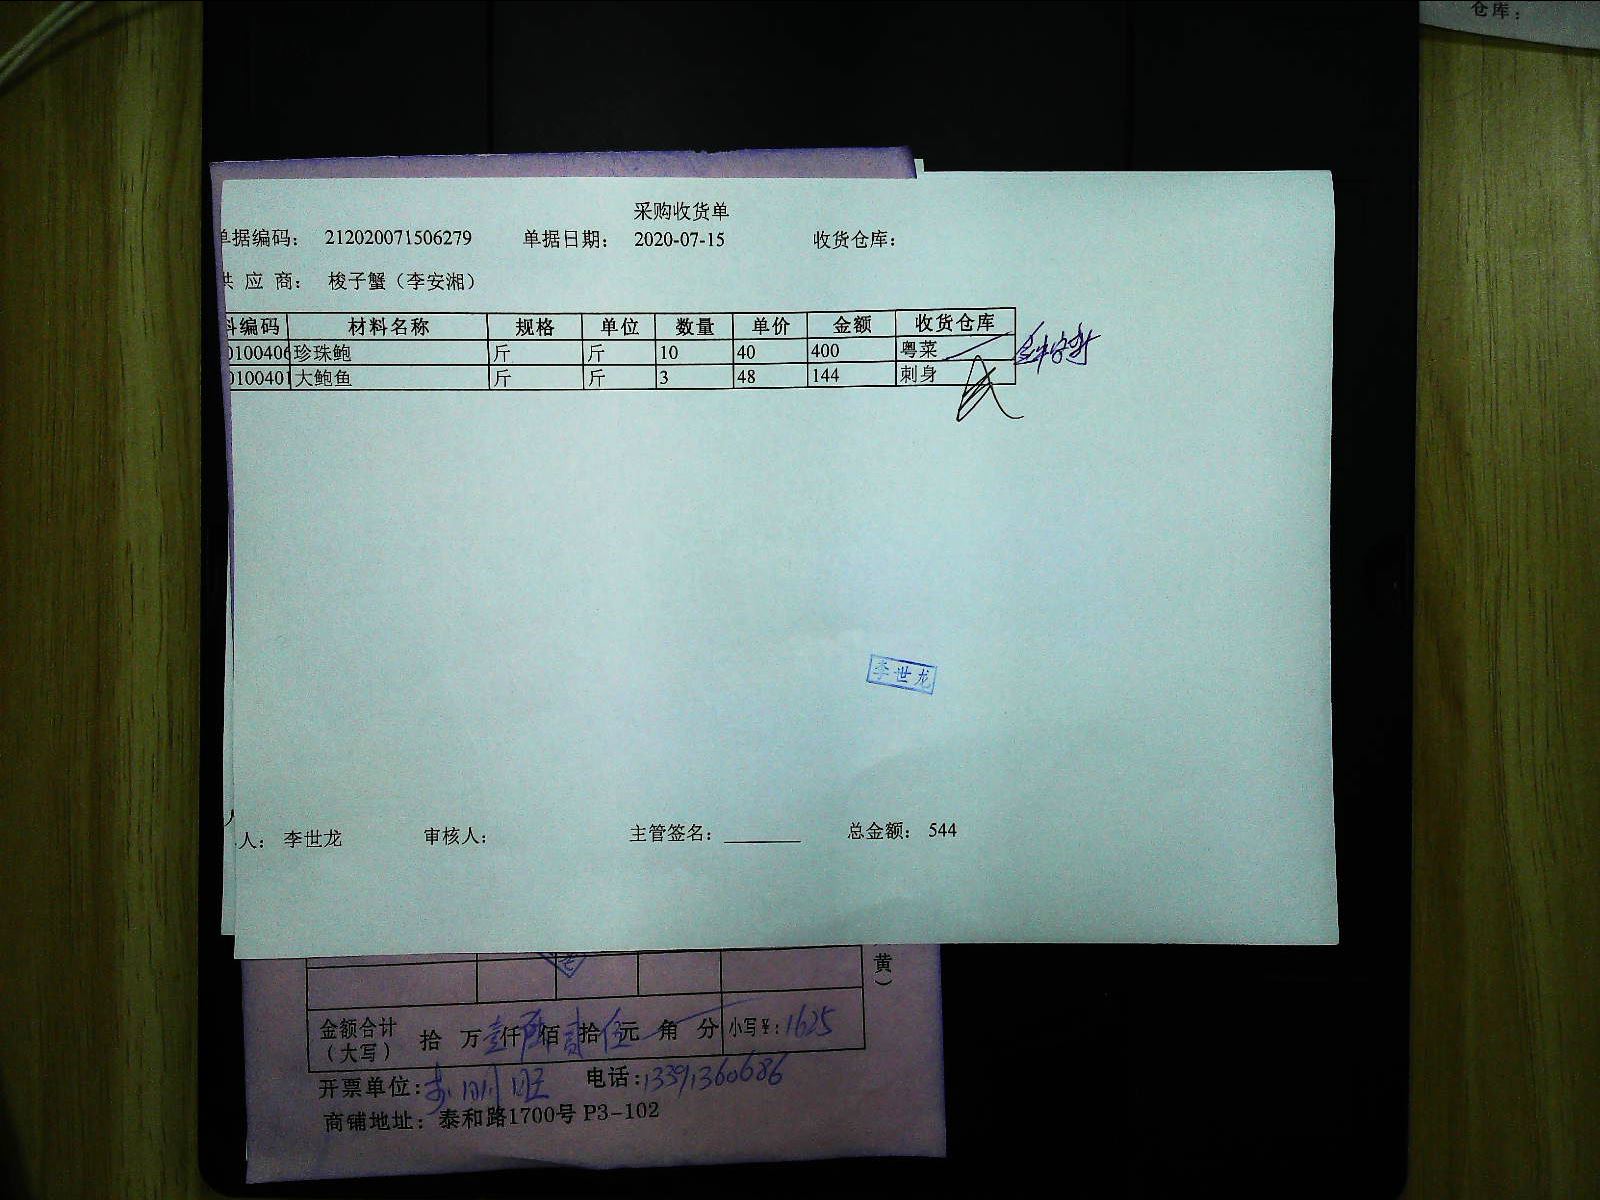 仓库：
采购收货单
单据编码： 212020071506279 单据日期： 2020-07-15 收货仓库：
供 应 商： 梭子蟹（李安湘）
料编码 材料名称 规格 单位 数量 单价 金额 收货仓库
0100406 珍珠鲍 斤 斤 10 40 400 粤菜
0100401 大鲍鱼 斤 斤 3 48 144 刺身
李世龙
人： 李世龙 审核人： 主管签名： 总金额： 544
黄）
金额合计（大写） 拾 万壹仟陆佰贰拾伍元 角 分 小写¥：1625
开票单位： 电话：13391360686
商铺地址：泰和路1700号 P3-102